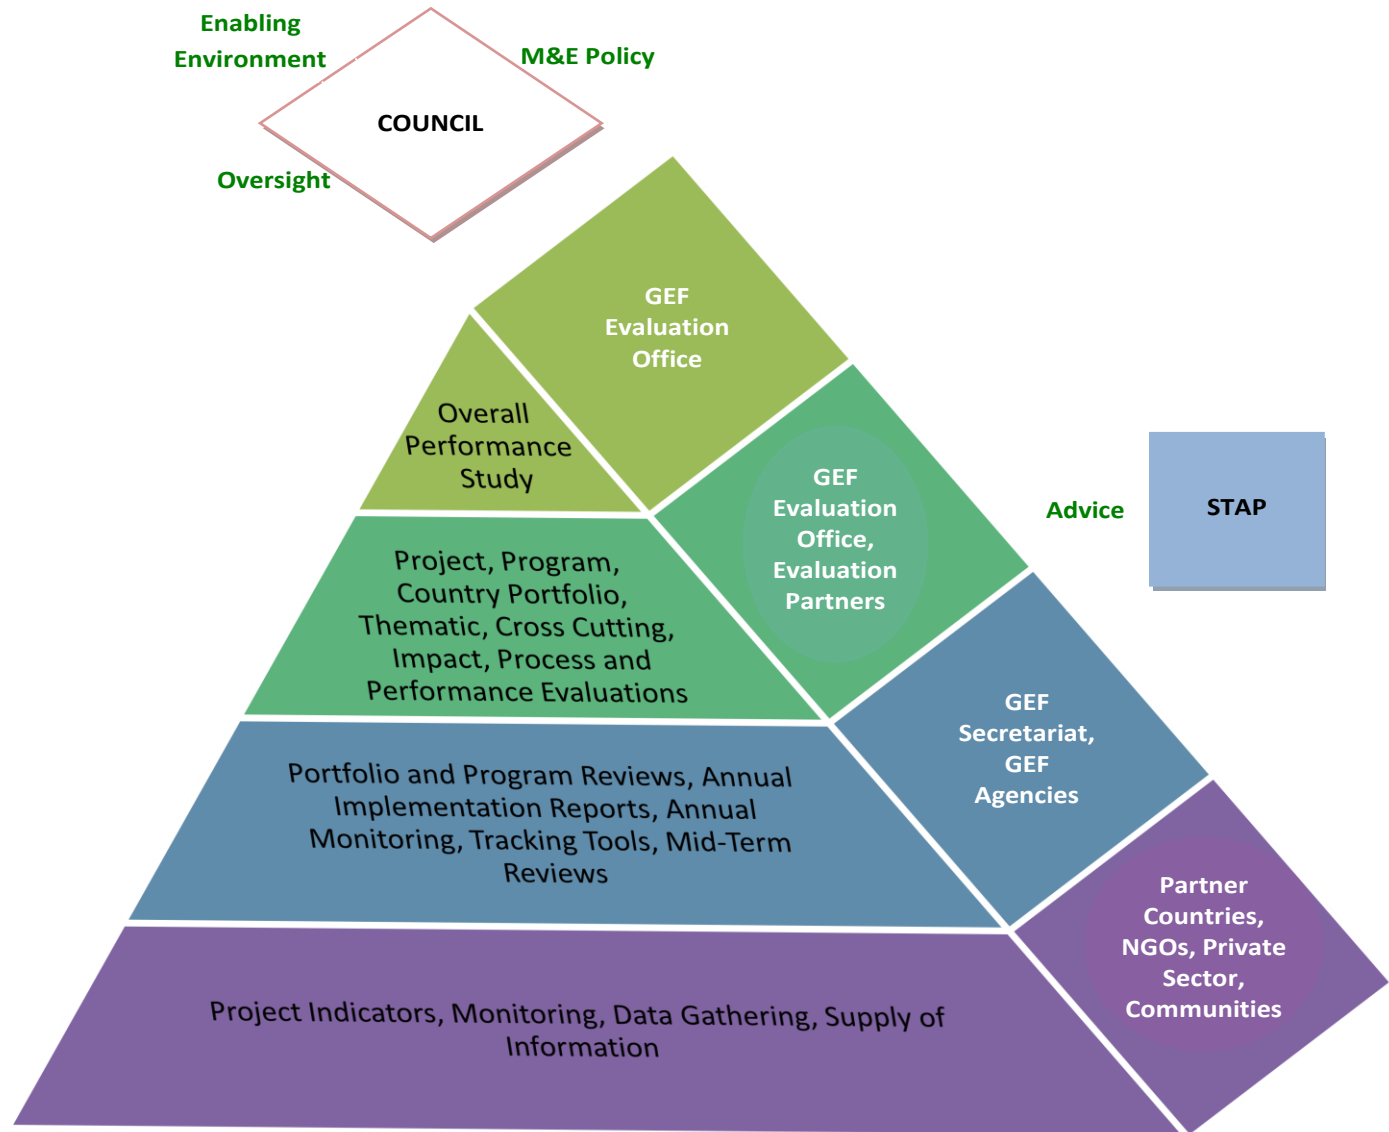 Enabling
Environment
M&E Policy
COUNCIL
Oversight
GEF
Evaluation
Office
Overall
Performance
Study
GEF
Evaluation
Office,
Evaluation
Partners
Advice
STAP
Project, Program,
Country Portfolio,
Thematic, Cross Cutting,
Impact, Process and
Performance Evaluations
GEF
Secretariat,
GEF
Agencies
Portfolio and Program Reviews, Annual
Implementation Reports, Annual
Monitoring, Tracking Tools, Mid-Term
Reviews
Partner
Countries,
NGOs, Private
Sector,
Communities
Project Indicators, Monitoring, Data Gathering, Supply of
Information